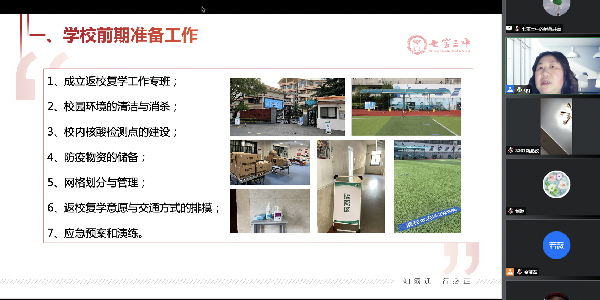 一、学校前期准备工作
七宝三中
1、成立返校复学工作专班；
2、校园环境的清洁与消杀；
3、校内核酸检测点的建设；
4、防疫物资的储备；
5、网格划分与管理；
6、返校复学意愿与交通方式的排摸；
7、应急预案和演练。